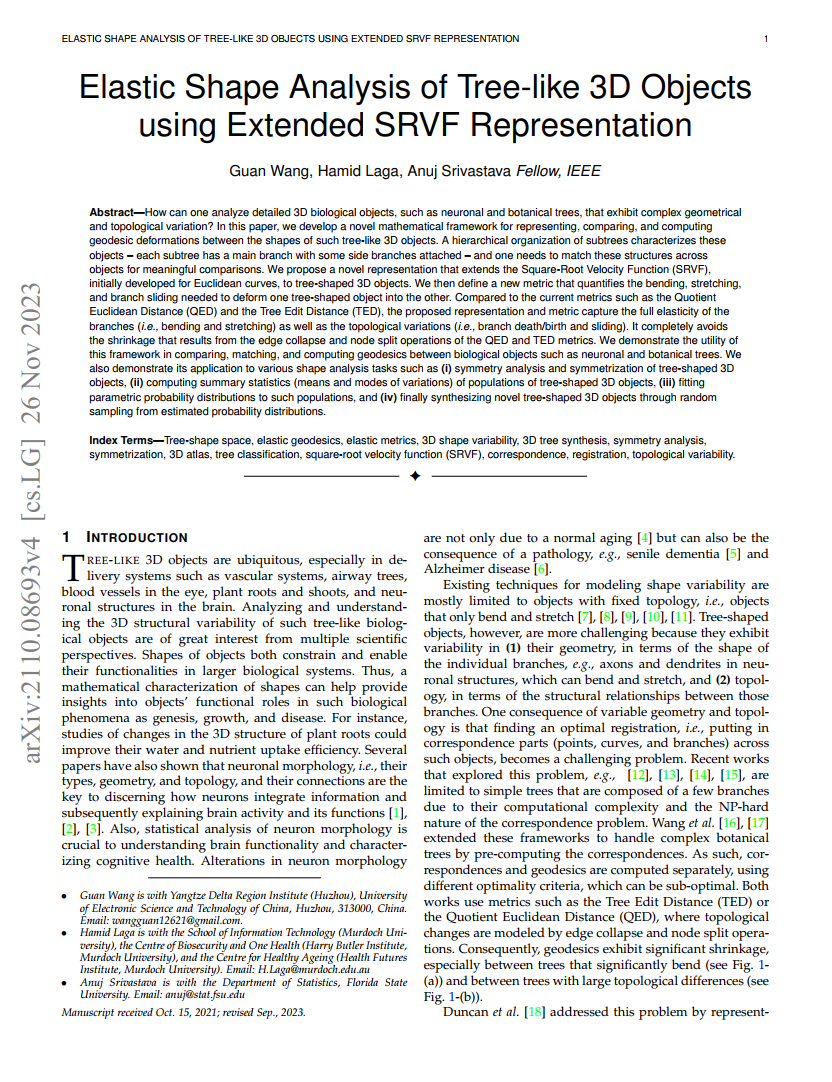 ELASTIC SHAPE ANALYSIS OF TREE-LIKE 3D OBJECTS USING EXTENDED SRVF REPRESENTATION 1
Elastic Shape Analysis of Tree-like 3D Objects
using Extended SRVF Representation
Guan Wang, Hamid Laga, Anuj Srivastava Fellow, IEEE
Abstract—How can one analyze detailed 3D biological objects, such as neuronal and botanical trees, that exhibit complex geometrical
and topological variation? In this paper, we develop a novel mathematical framework for representing, comparing, and computing
geodesic deformations between the shapes of such tree-like 3D objects. A hierarchical organization of subtrees characterizes these
objects – each subtree has a main branch with some side branches attached – and one needs to match these structures across
objects for meaningful comparisons. We propose a novel representation that extends the Square-Root Velocity Function (SRVF),
initially developed for Euclidean curves, to tree-shaped 3D objects. We then define a new metric that quantifies the bending, stretching,
and branch sliding needed to deform one tree-shaped object into the other. Compared to the current metrics such as the Quotient
Euclidean Distance (QED) and the Tree Edit Distance (TED), the proposed representation and metric capture the full elasticity of the
branches (i.e., bending and stretching) as well as the topological variations (i.e., branch death/birth and sliding). It completely avoids
the shrinkage that results from the edge collapse and node split operations of the QED and TED metrics. We demonstrate the utility of
this framework in comparing, matching, and computing geodesics between biological objects such as neuronal and botanical trees. We
also demonstrate its application to various shape analysis tasks such as (i) symmetry analysis and symmetrization of tree-shaped 3D
objects, (ii) computing summary statistics (means and modes of variations) of populations of tree-shaped 3D objects, (iii) fitting
parametric probability distributions to such populations, and (iv) finally synthesizing novel tree-shaped 3D objects through random
sampling from estimated probability distributions.
Index Terms—Tree-shape space, elastic geodesics, elastic metrics, 3D shape variability, 3D tree synthesis, symmetry analysis,
symmetrization, 3D atlas, tree classification, square-root velocity function (SRVF), correspondence, registration, topological variability.
arXiv:2110.08693v4 [cs.LG] 26 Nov 2023
1 INTRODUCTION
TREE-LIKE 3D objects are ubiquitous, especially in de-
livery systems such as vascular systems, airway trees,
blood vessels in the eye, plant roots and shoots, and neu-
ronal structures in the brain. Analyzing and understand-
ing the 3D structural variability of such tree-like biolog-
ical objects are of great interest from multiple scientific
perspectives. Shapes of objects both constrain and enable
their functionalities in larger biological systems. Thus, a
mathematical characterization of shapes can help provide
insights into objects' functional roles in such biological
phenomena as genesis, growth, and disease. For instance,
studies of changes in the 3D structure of plant roots could
improve their water and nutrient uptake efficiency. Several
papers have also shown that neuronal morphology, i.e., their
types, geometry, and topology, and their connections are the
key to discerning how neurons integrate information and
subsequently explaining brain activity and its functions [1],
[2], [3]. Also, statistical analysis of neuron morphology is
crucial to understanding brain functionality and character-
izing cognitive health. Alterations in neuron morphology
• Guan Wang is with Yangtze Delta Region Institute (Huzhou), University
of Electronic Science and Technology of China, Huzhou, 313000, China.
Email: wangguan12621@gmail.com.
• Hamid Laga is with the School of Information Technology (Murdoch Uni-
versity), the Centre of Biosecurity and One Health (Harry Butler Institute,
Murdoch University), and the Centre for Healthy Ageing (Health Futures
Institute, Murdoch University). Email: H.Laga@murdoch.edu.au
• Anuj Srivastava is with the Department of Statistics, Florida State
University. Email: anuj@stat.fsu.edu
Manuscript received Oct. 15, 2021; revised Sep., 2023.
are not only due to a normal aging [4] but can also be the
consequence of a pathology, e.g., senile dementia [5] and
Alzheimer disease [6].
Existing techniques for modeling shape variability are
mostly limited to objects with fixed topology, i.e., objects
that only bend and stretch [7], [8], [9], [10], [11]. Tree-shaped
objects, however, are more challenging because they exhibit
variability in (1) their geometry, in terms of the shape of
the individual branches, e.g., axons and dendrites in neu-
ronal structures, which can bend and stretch, and (2) topol-
ogy, in terms of the structural relationships between those
branches. One consequence of variable geometry and topol-
ogy is that finding an optimal registration, i.e., putting in
correspondence parts (points, curves, and branches) across
such objects, becomes a challenging problem. Recent works
that explored this problem, e.g., [12], [13], [14], [15], are
limited to simple trees that are composed of a few branches
due to their computational complexity and the NP-hard
nature of the correspondence problem. Wang et al. [16], [17]
extended these frameworks to handle complex botanical
trees by pre-computing the correspondences. As such, cor-
respondences and geodesics are computed separately, using
different optimality criteria, which can be sub-optimal. Both
works use metrics such as the Tree Edit Distance (TED) or
the Quotient Euclidean Distance (QED), where topological
changes are modeled by edge collapse and node split opera-
tions. Consequently, geodesics exhibit significant shrinkage,
especially between trees that significantly bend (see Fig. 1-
(a)) and between trees with large topological differences (see
Fig. 1-(b)).
Duncan et al. [18] addressed this problem by represent-